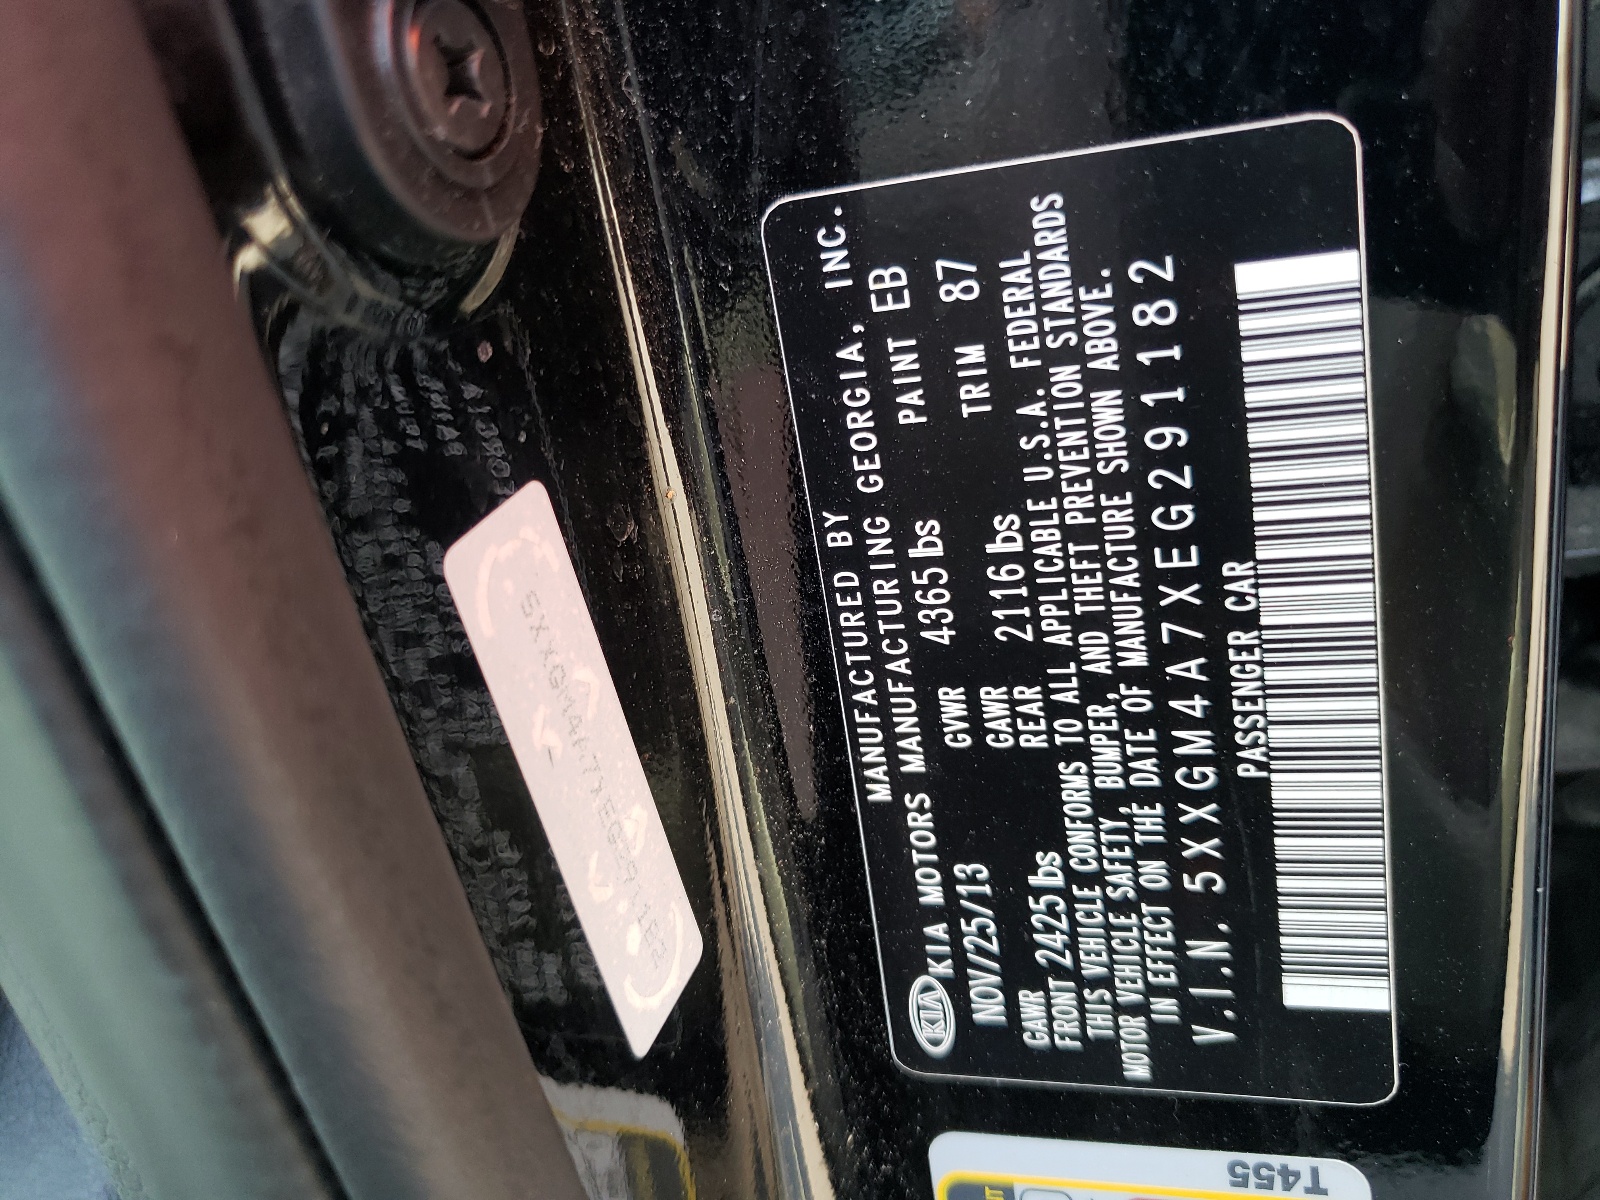 MANUFACTURED BY
KIA KIA MOTORS MANUFACTURING GEORGIA, INC.
NOV/25/13 GVWR 4365 lbs PAINT EB
GAWR FRONT 2425 lbs GAWR REAR 2116 lbs TRIM 87
THIS VEHICLE CONFORMS TO ALL APPLICABLE U.S.A. FEDERAL
MOTOR VEHICLE SAFETY, BUMPER, AND THEFT PREVENTION STANDARDS
IN EFFECT ON THE DATE OF MANUFACTURE SHOWN ABOVE.
V.I.N. 5XXGM4A7XEG291182
PASSENGER CAR
5XXGM4A7XEG291182
T455